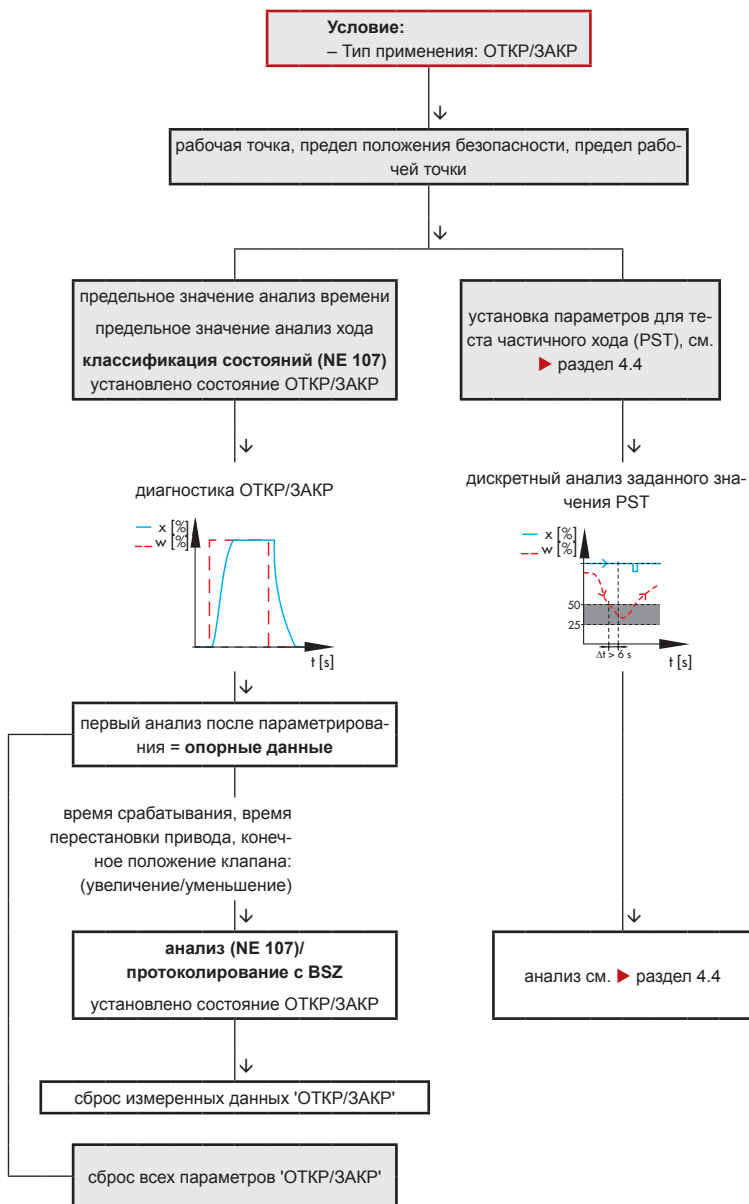 Условие:
– Тип применения: ОТКР/ЗАКР
рабочая точка, предел положения безопасности, предел рабо-
чей точки
предельное значение анализ времени
предельное значение анализ хода
классификация состояний (NE 107)
установлено состояние ОТКР/ЗАКР
установка параметров для те-
ста частичного хода (PST), см.
▶ раздел 4.4
диагностика ОТКР/ЗАКР
x [%]
w [%]
t [s]
дискретный анализ заданного зна-
чения PST
x [%]
w [%]
50
25
Δt > 6 s
t [s]
первый анализ после параметрирова-
ния = опорные данные
время срабатывания, время
перестановки привода, конеч-
ное положение клапана:
(увеличение/уменьшение)
анализ (NE 107)/
протоколирование с BSZ
установлено состояние ОТКР/ЗАКР
анализ см. ▶ раздел 4.4
сброс измеренных данных 'ОТКР/ЗАКР'
сброс всех параметров 'ОТКР/ЗАКР'